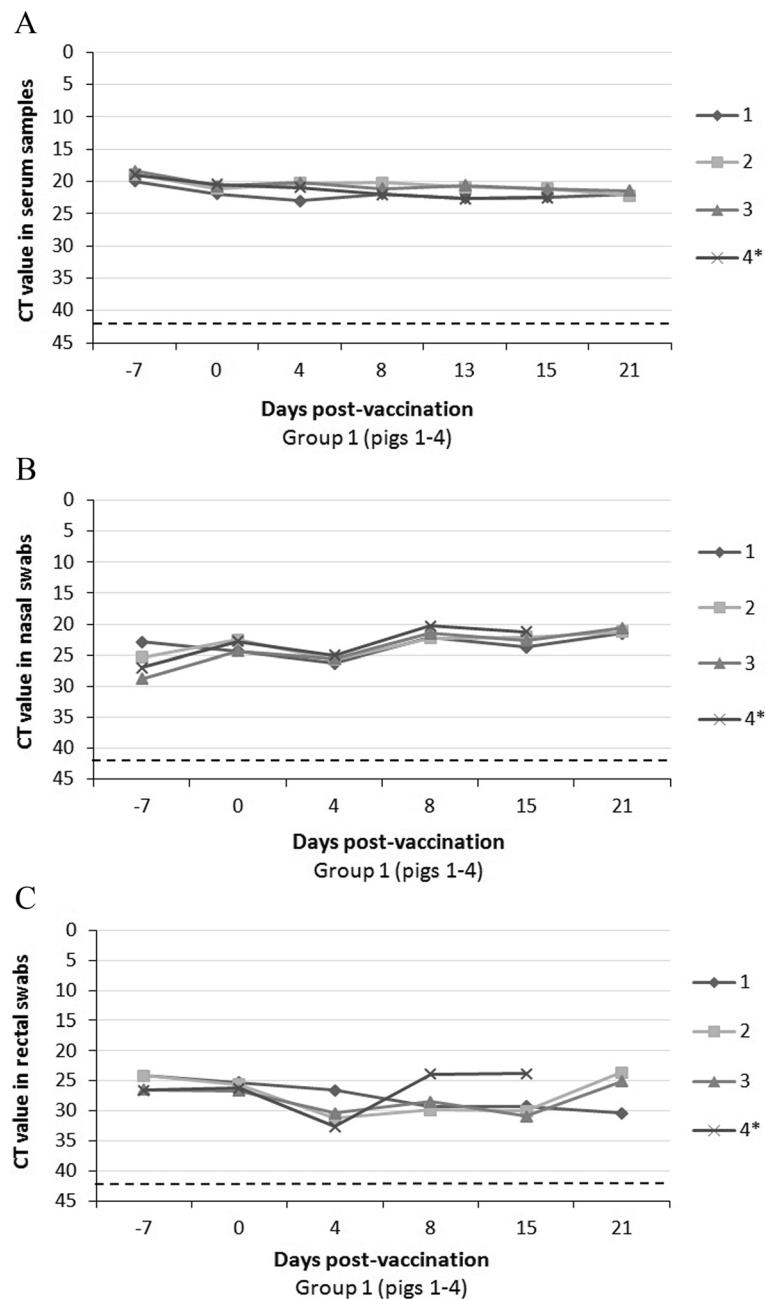 A
CT value in serum samples
0
5
10
15
20
25
30
35
40
45
-7 0 4 8 13 15 21
Days post-vaccination
Group 1 (pigs 1-4)
1
2
3
4*
B
CT value in nasal swabs
0
5
10
15
20
25
30
35
40
45
-7 0 4 8 15 21
Days post-vaccination
Group 1 (pigs 1-4)
1
2
3
4*
C
CT value in rectal swabs
0
5
10
15
20
25
30
35
40
45
-7 0 4 8 15 21
Days post-vaccination
Group 1 (pigs 1-4)
1
2
3
4*